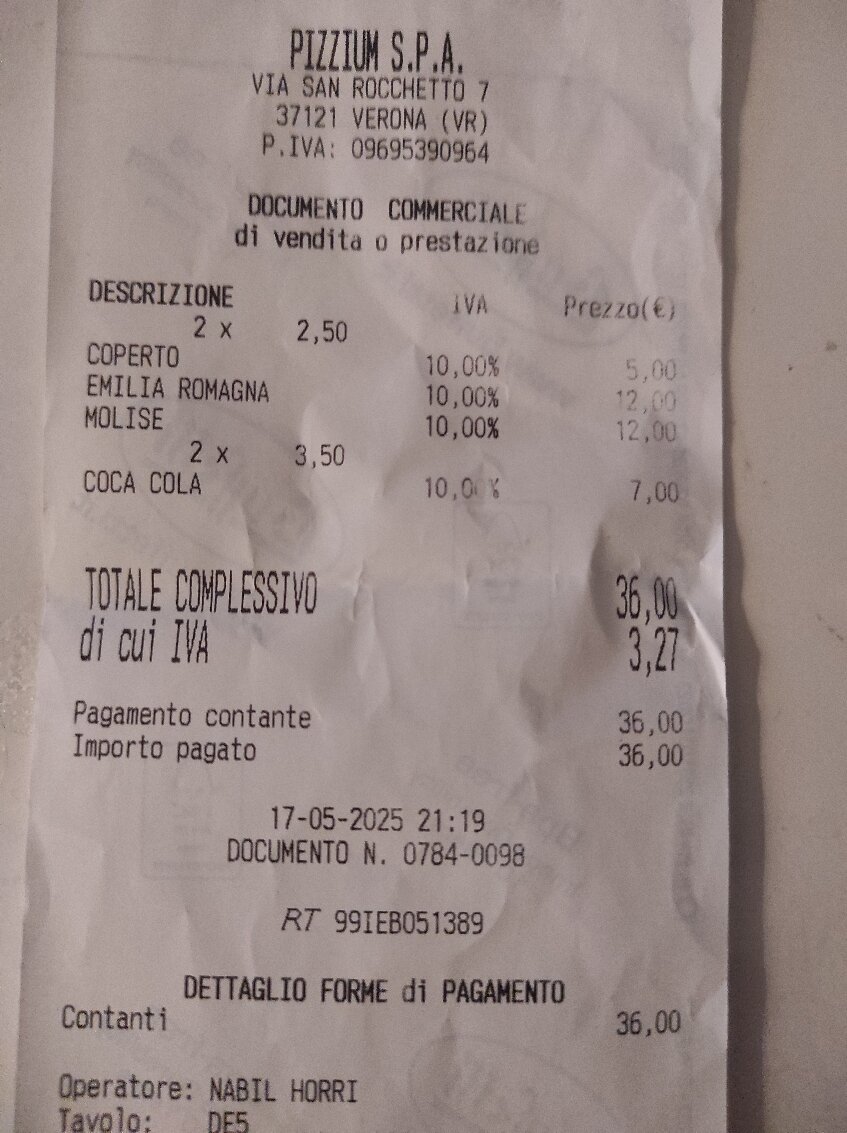 PIZZIUM S.P.A.
VIA SAN ROCCHETTO 7
37121 VERONA (VR)
P.IVA: 09695390964
DOCUMENTO COMMERCIALE
di vendita o prestazione
DESCRIZIONE IVA Prezzo(€)
2 x 2,50
COPERTO 10,00% 5,00
EMILIA ROMAGNA 10,00% 12,00
MOLISE 10,00% 12,00
2 x 3,50
COCA COLA 10,00% 7,00
TOTALE COMPLESSIVO 36,00
di cui IVA 3,27
Pagamento contante 36,00
Importo pagato 36,00
17-05-2025 21:19
DOCUMENTO N. 0784-0098
RT 99IEB051389
DETTAGLIO FORME di PAGAMENTO
Contanti 36,00
Operatore: NABIL HORRI
Tavolo: DE5